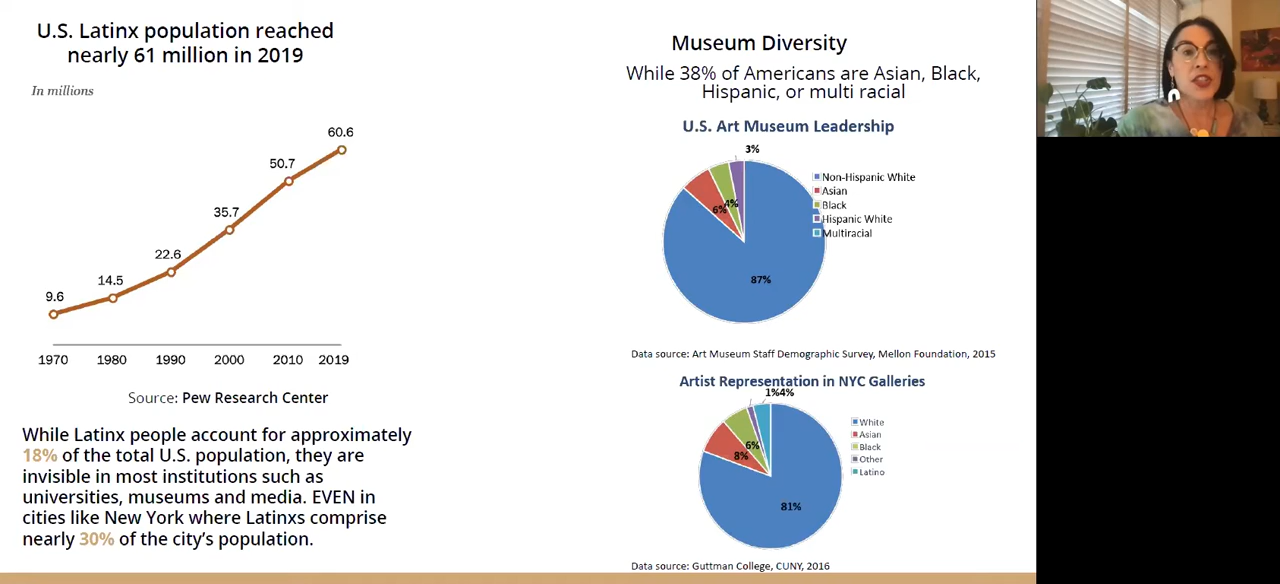 U.S. Latinx population reached
nearly 61 million in 2019
In millions
9.6
14.5
22.6
35.7
50.7
60.6
1970
1980
1990
2000
2010
2019
Source: Pew Research Center
While Latinx people account for approximately
18% of the total U.S. population, they are
invisible in most institutions such as
universities, museums and media. EVEN in
cities like New York where Latinxs comprise
nearly 30% of the city's population.
Museum Diversity
While 38% of Americans are Asian, Black,
Hispanic, or multi racial
U.S. Art Museum Leadership
3%
4%
6%
87%
Non-Hispanic White
Asian
Black
Hispanic White
Multiracial
Data source: Art Museum Staff Demographic Survey, Mellon Foundation, 2015
Artist Representation in NYC Galleries
1%4%
6%
8%
81%
White
Asian
Black
Other
Latino
Data source: Guttman College, CUNY, 2016